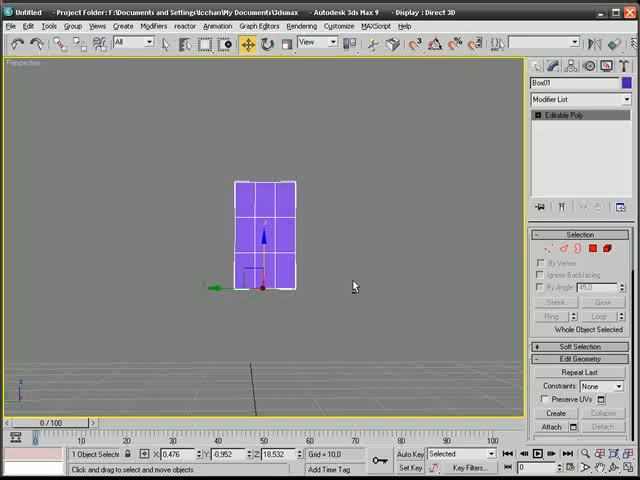 Untitled - Project Folder: F:\Documents and Settings\lcchan\My Documents\3dsmax - Autodesk 3ds Max 9 - Display : Direct 3D
File Edit Tools Group Views Create Modifiers reactor Animation Graph Editors Rendering Customize MAXScript Help
All View
Perspective
Box01
Modifier List
Editable Poly
Selection
By Vertex
Ignore Backfacing
By Angle: 45,0
Shrink Grow
Ring Loop
Whole Object Selected
Soft Selection
Edit Geometry
Repeat Last
Constraints: None
Preserve UVs
Create Collapse
Attach Detach
0 / 100
0 10 20 30 40 50 60 70 80 90 100
1 Object Selecte X: 0,476 Y: -0,952 Z: 18,532 Grid = 10,0 Auto Key Selected
Click and drag to select and move objects Add Time Tag Set Key Key Filters... 0